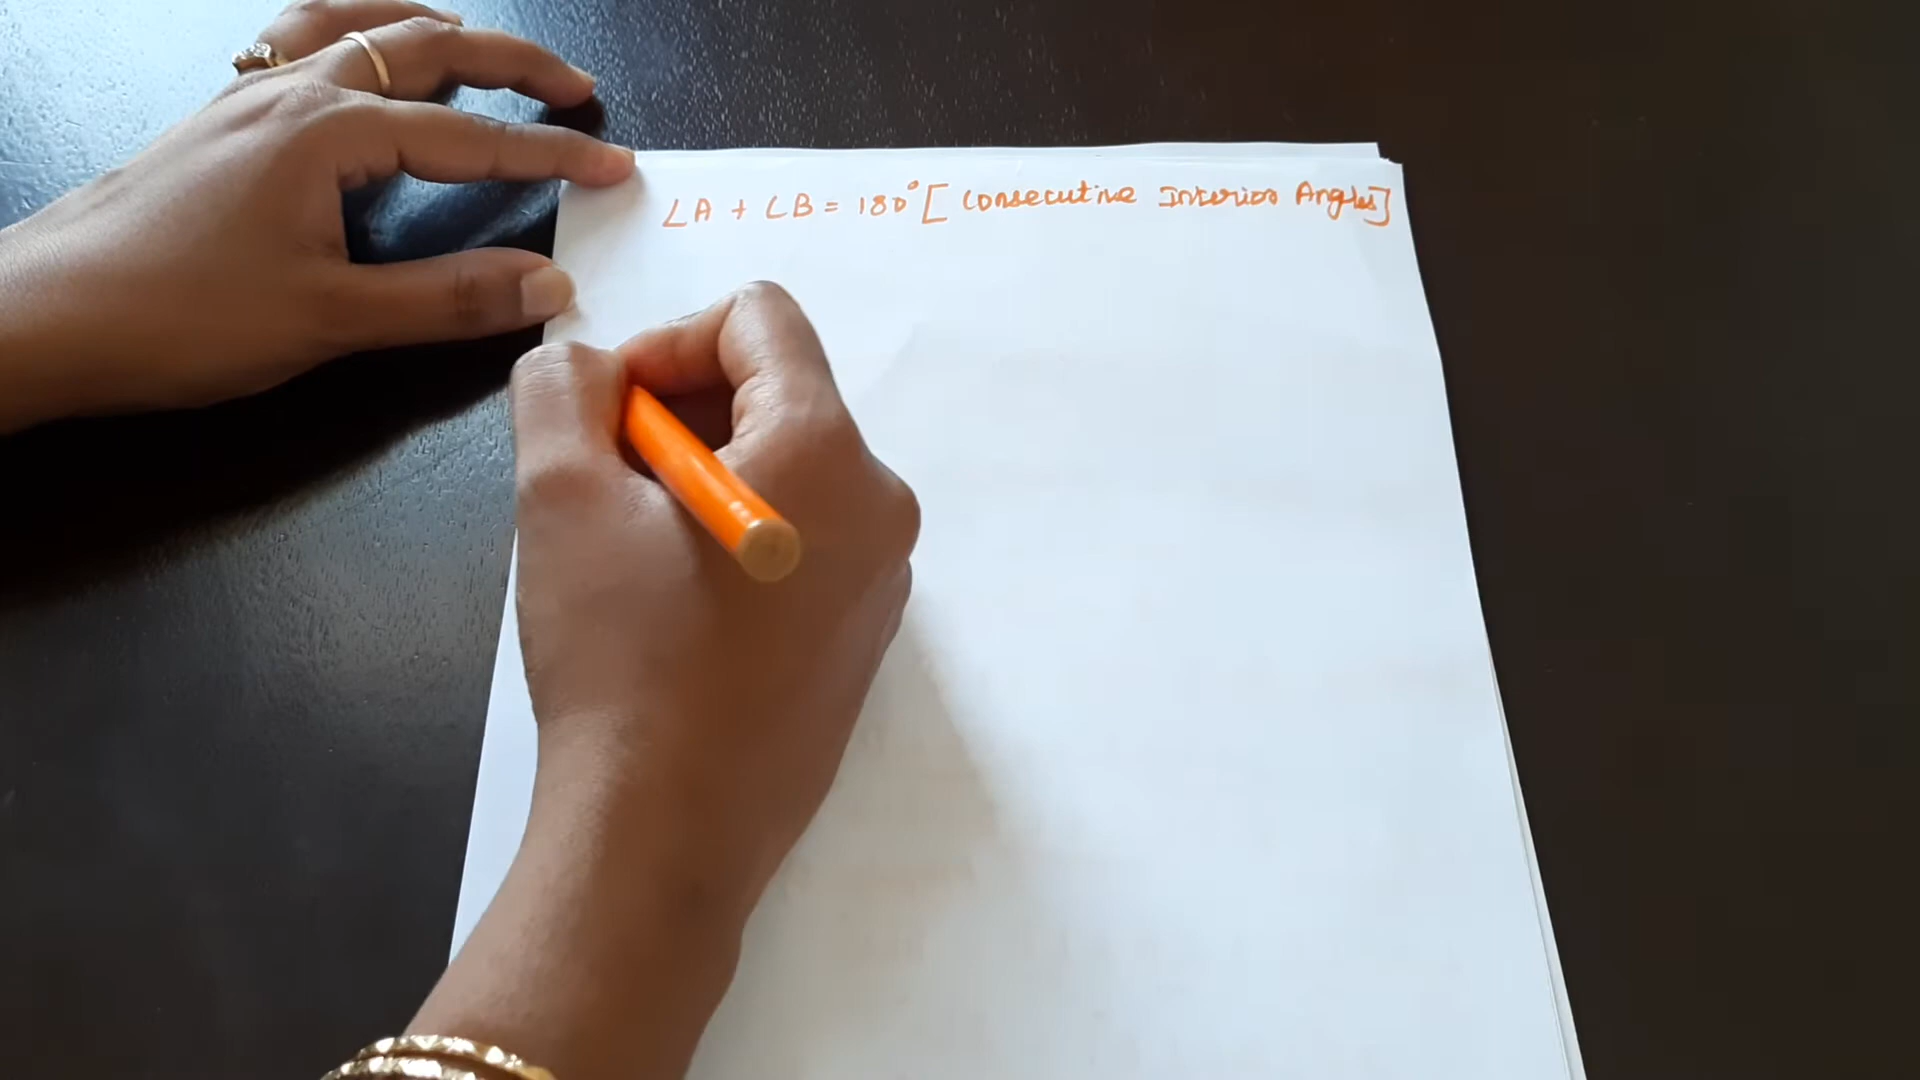 ∠A + ∠B = 180° [ Consecutive Interior Angles]